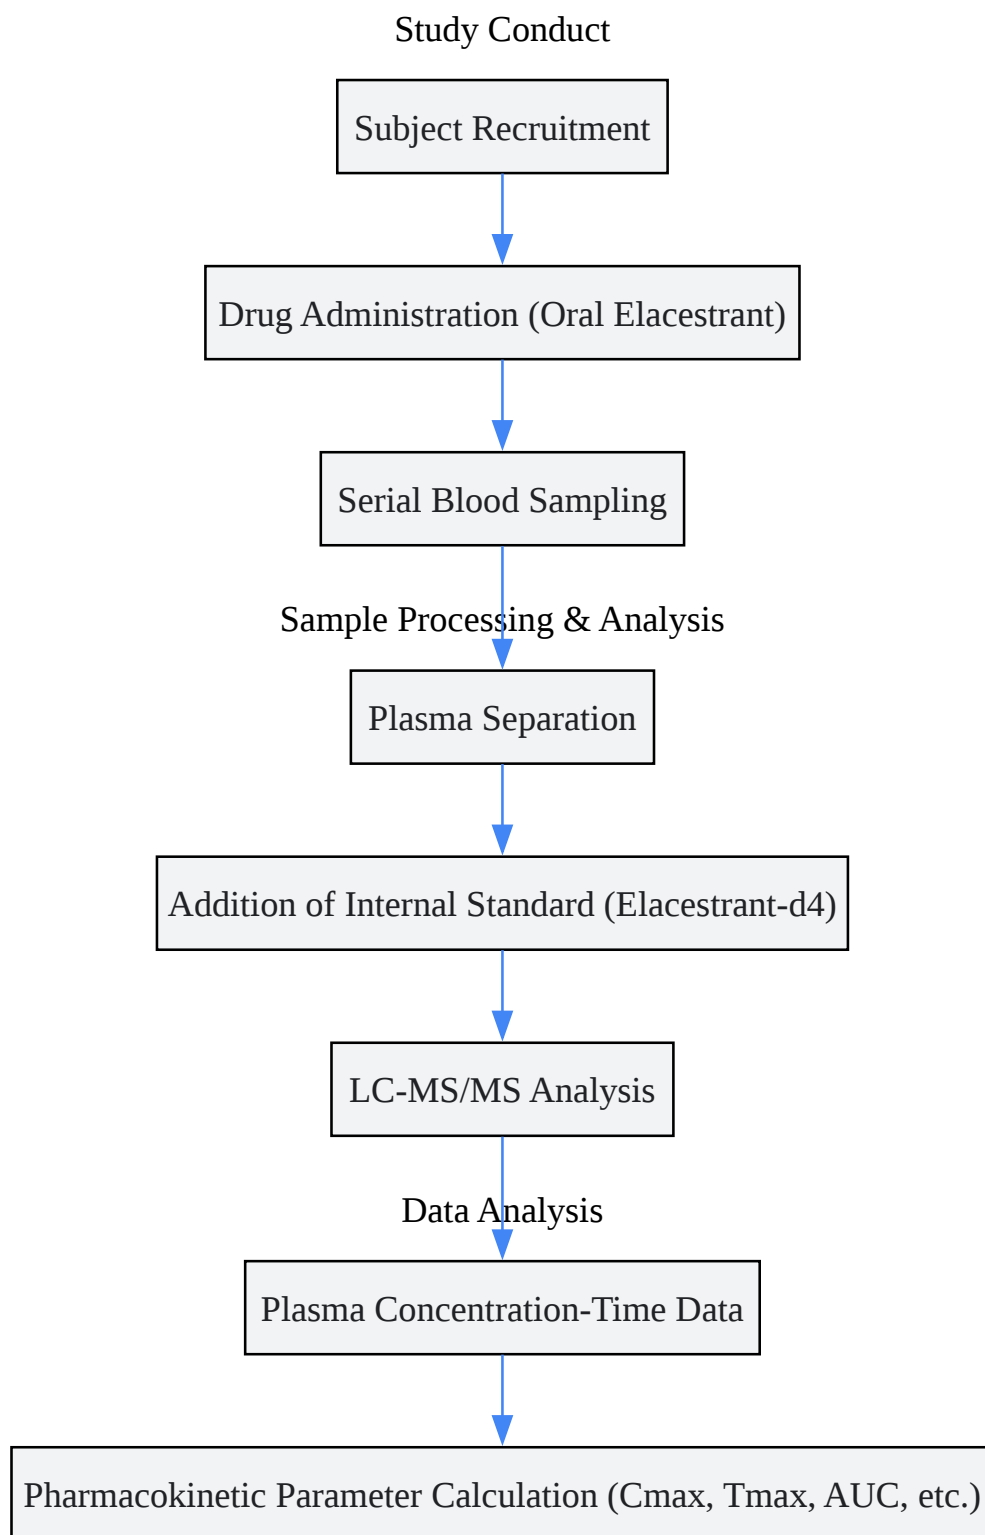 Study Conduct
Subject Recruitment
Drug Administration (Oral Elacestrant)
Serial Blood Sampling
Sample Processing & Analysis
Plasma Separation
Addition of Internal Standard (Elacestrant-d4)
LC-MS/MS Analysis
Data Analysis
Plasma Concentration-Time Data
Pharmacokinetic Parameter Calculation (Cmax, Tmax, AUC, etc.)